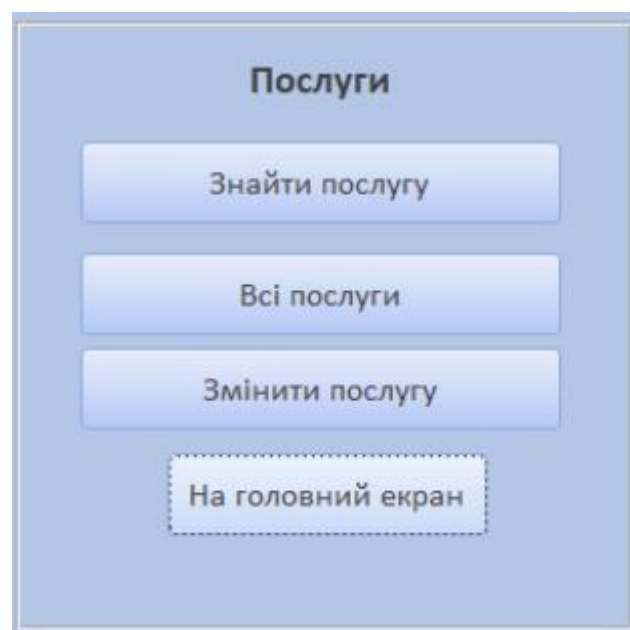 Послуги
Знайти послугу
Всі послуги
Змінити послугу
На головний екран